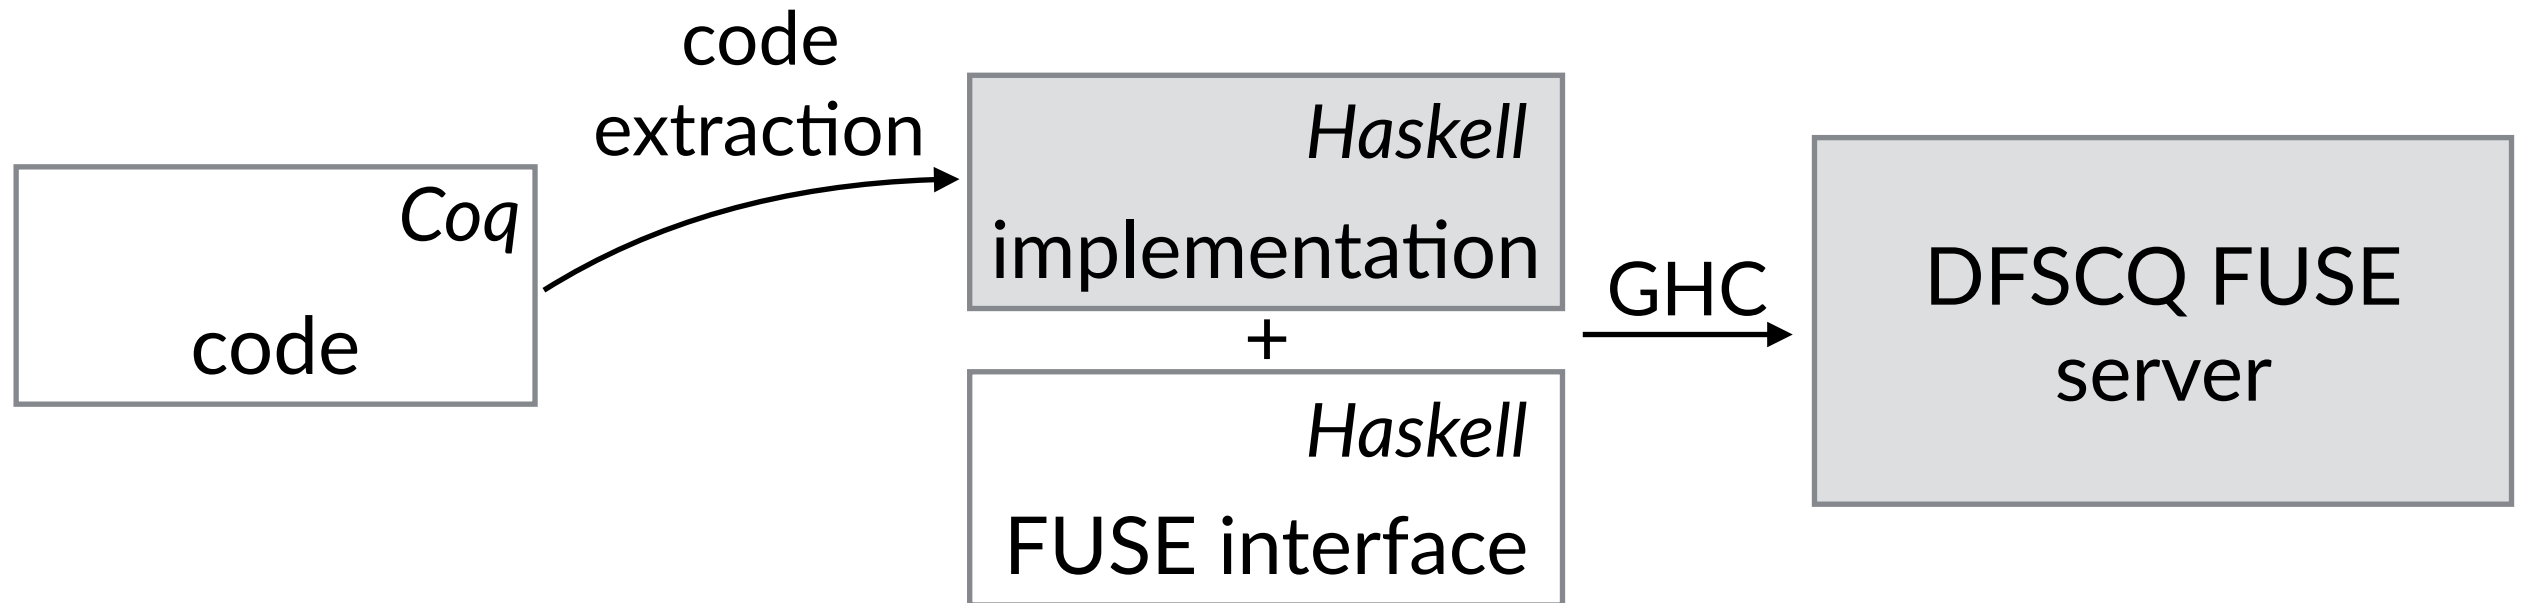 Coq
code
code
extraction
Haskell
implementation
+
Haskell
FUSE interface
GHC
DFSCQ FUSE
server